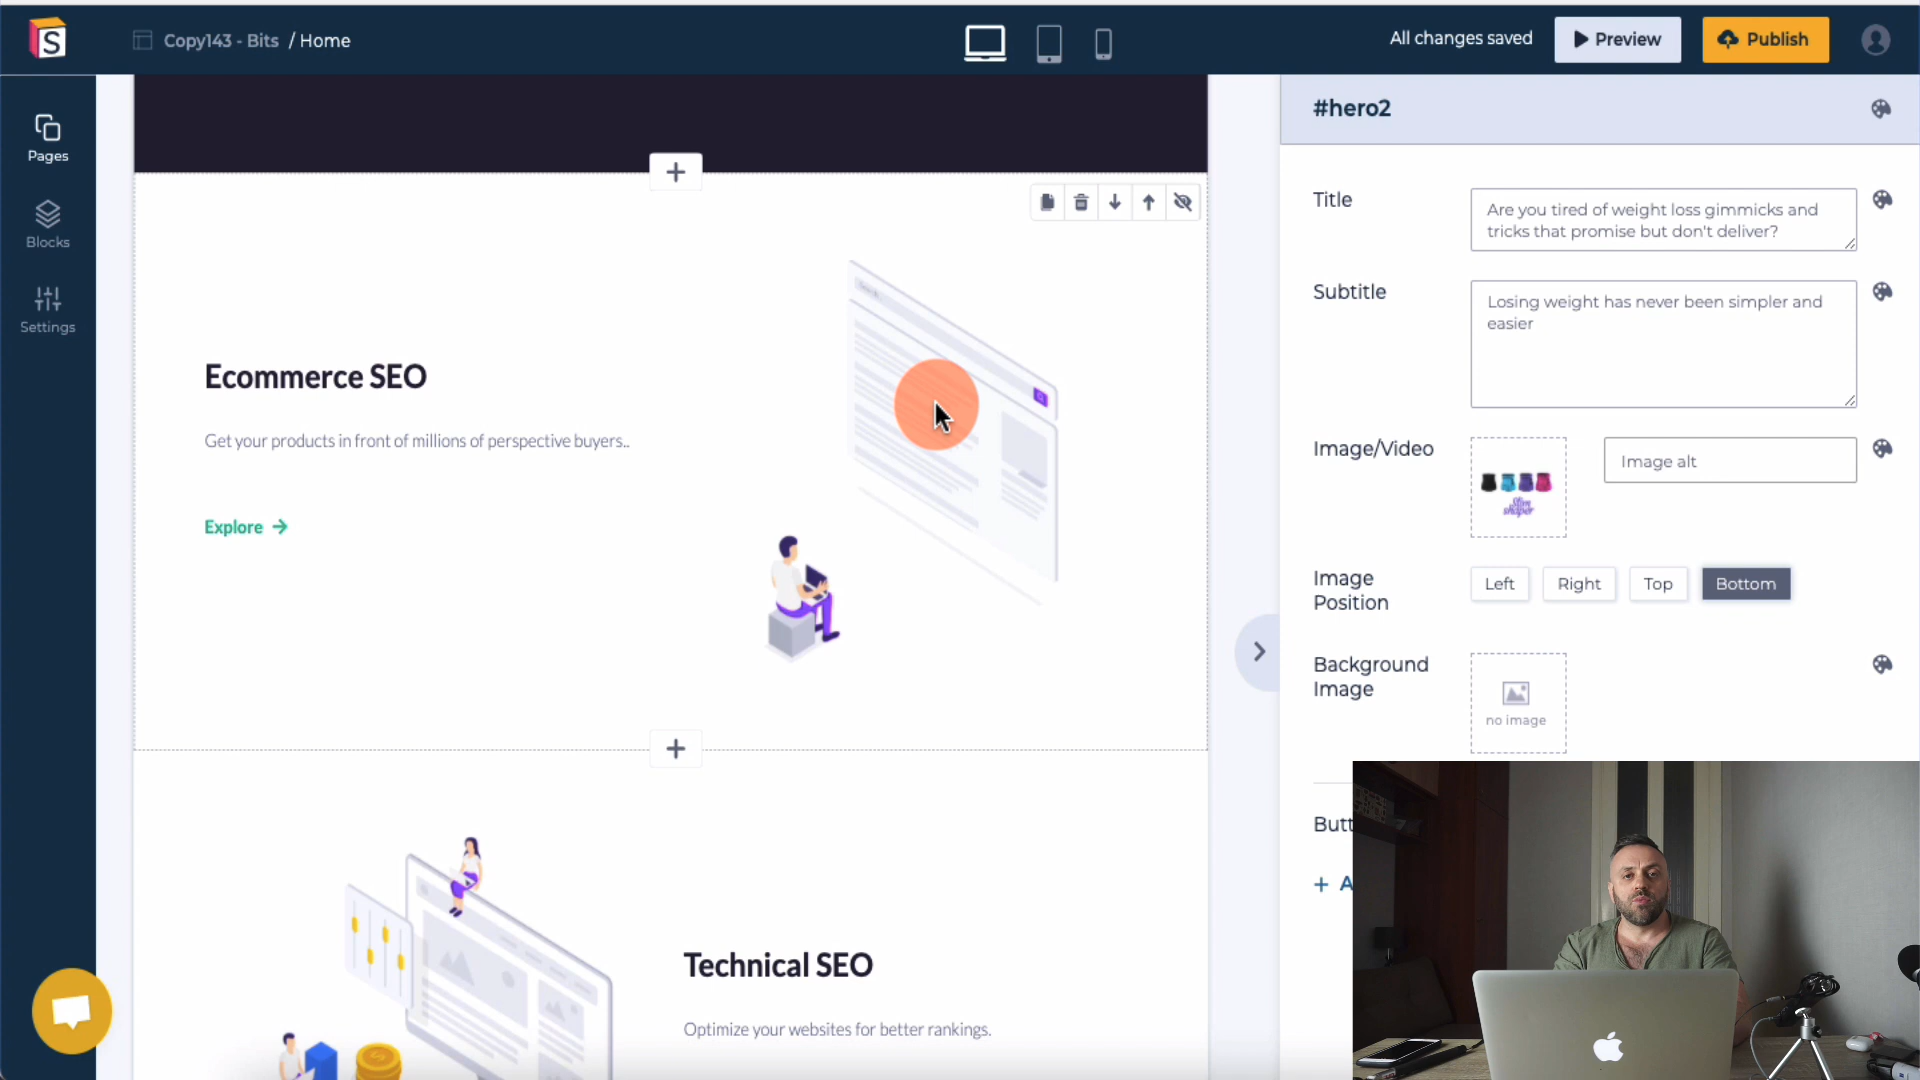 S
Copy143 - Bits / Home
All changes saved
Preview
Publish
Pages
Blocks
Settings
Ecommerce SEO
Get your products in front of millions of perspective buyers..
Explore
Technical SEO
Optimize your websites for better rankings.
#hero2
Title
Are you tired of weight loss gimmicks and
tricks that promise but don't deliver?
Subtitle
Losing weight has never been simpler and
easier
Image/Video
Slim
shaper
Image alt
Image
Position
Left
Right
Top
Bottom
Background
Image
no image
Butt
+ A